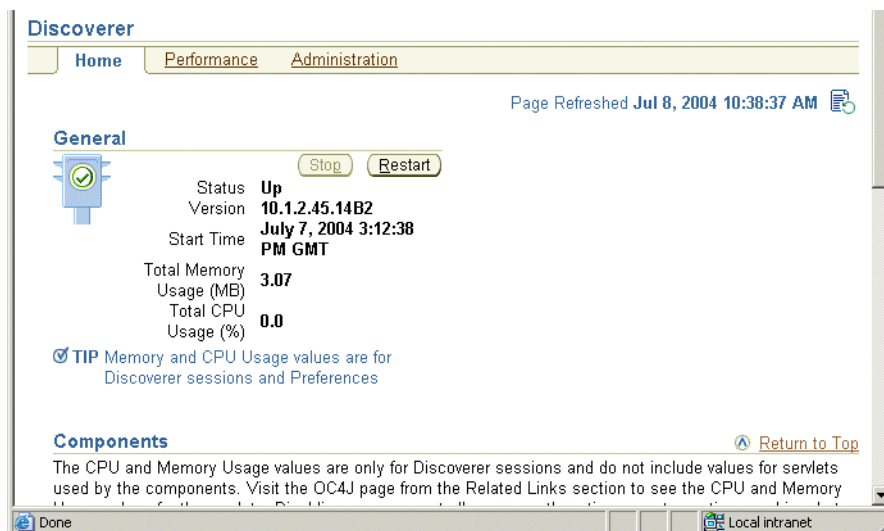 Discoverer
Home Performance Administration
Page Refreshed Jul 8, 2004 10:38:37 AM
General
Stop Restart
Status Up
Version 10.1.2.45.14B2
Start Time July 7, 2004 3:12:38
PM GMT
Total Memory
Usage (MB) 3.07
Total CPU
Usage (%) 0.0
TIP Memory and CPU Usage values are for
Discoverer sessions and Preferences
Components Return to Top
The CPU and Memory Usage values are only for Discoverer sessions and do not include values for servlets
used by the components. Visit the OC4J page from the Related Links section to see the CPU and Memory
Done Local intranet